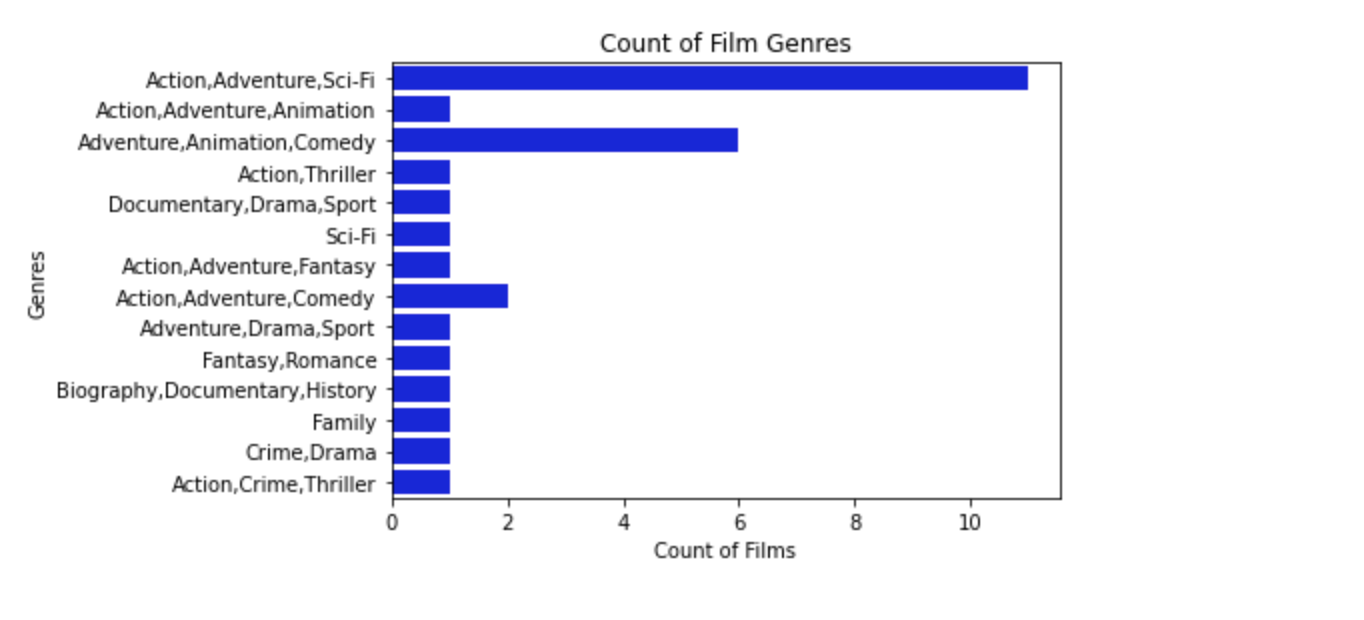 Count of Film Genres
Action,Adventure,Sci-Fi
Action,Adventure,Animation
Adventure,Animation,Comedy
Action,Thriller
Documentary,Drama,Sport
Sci-Fi
Action,Adventure,Fantasy
Action,Adventure,Comedy
Adventure,Drama,Sport
Fantasy,Romance
Biography,Documentary,History
Family
Crime,Drama
Action,Crime,Thriller
Genres
0 2 4 6 8 10
Count of Films